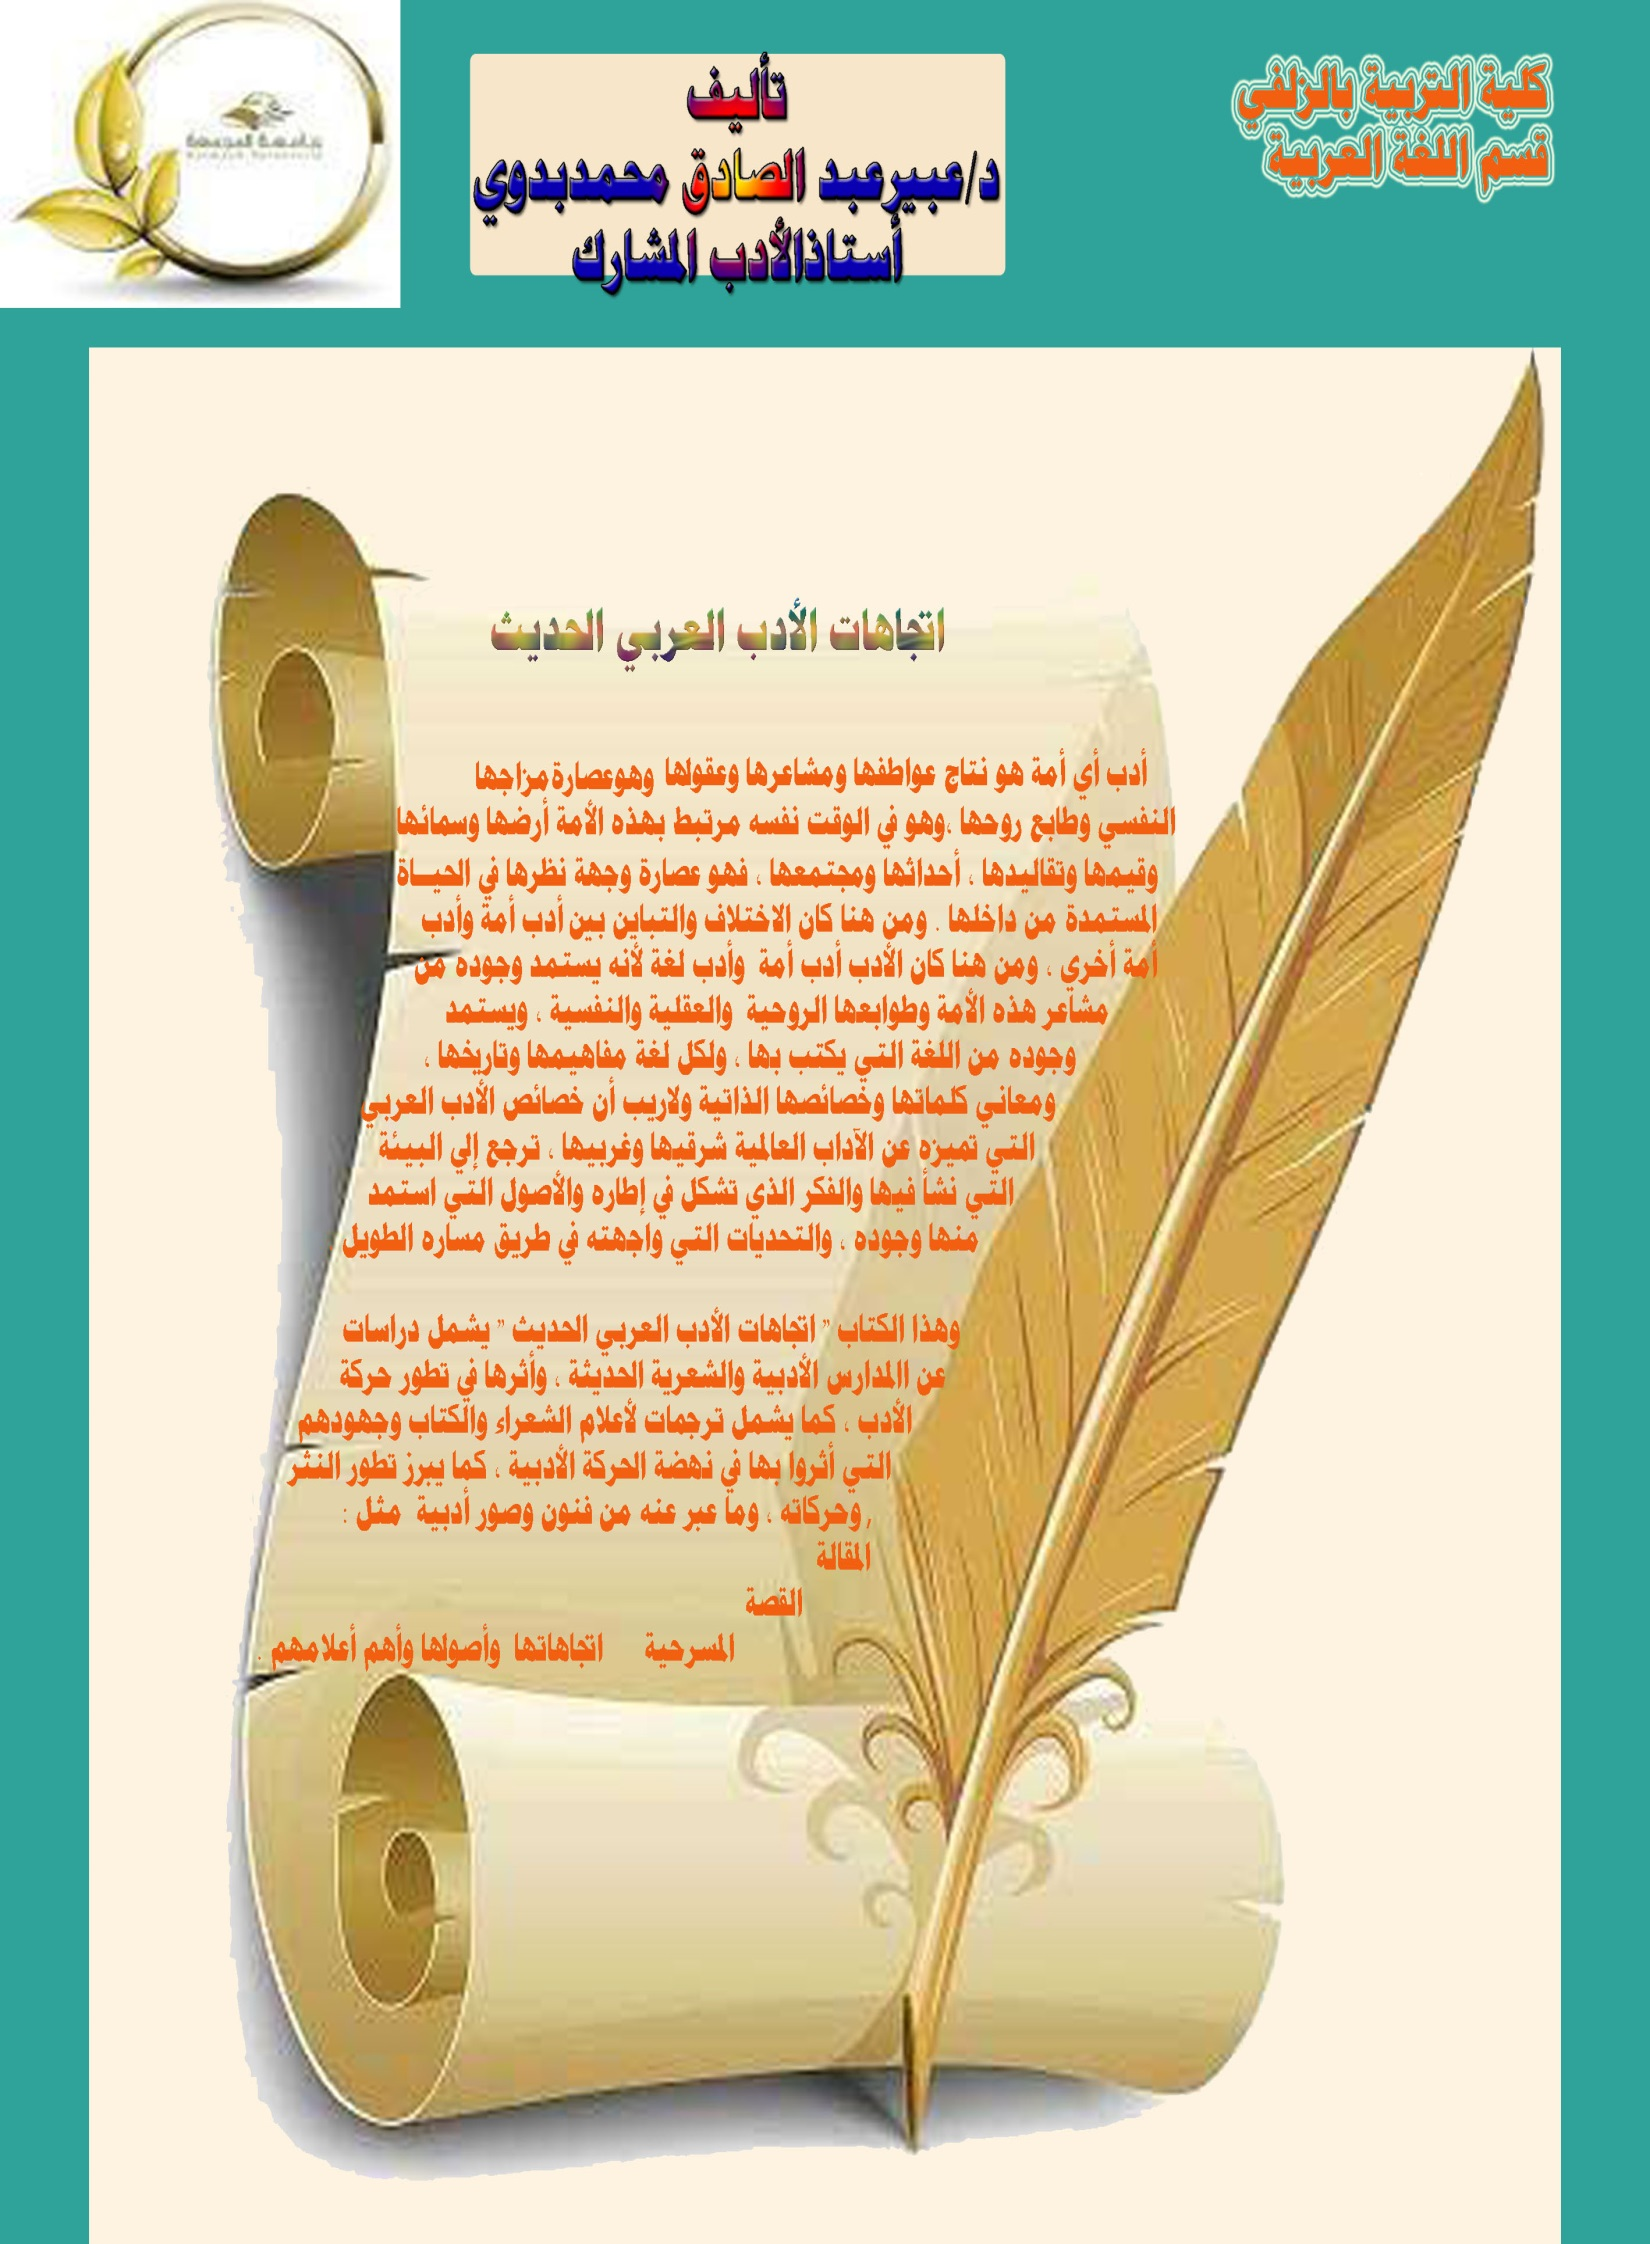 كلية التربية بالزلفي
قسم اللغة العربية
تأليف
د/عبيرعبد الصادق محمدبدوي
أستاذالأدب المشارك
جامعة المجمعة
اتجاهات الأدب العربي الحديث
أدب أي أمة هو نتاج عواطفها ومشاعرها وعقولها وهوعصارة مزاجها
النفسي وطابع روحها ،وهو في الوقت نفسه مرتبط بهذه الأمة أرضها وسمائها
وقيمها وتقاليدها ، أحداثها ومجتمعها ، فهو عصارة وجهة نظرها في الحيـاة
المستمدة من داخلها . ومن هنا كان الاختلاف والتباين بين أدب أمة وأدب
أمة أخري ، ومن هنا كان الأدب أدب أمة وأدب لغة لأنه يستمد وجوده من
مشاعر هذه الأمة وطوابعها الروحية والعقلية والنفسية ، ويستمد
وجوده من اللغة التي يكتب بها ، ولكل لغة مفاهيمها وتاريخها ،
ومعاني كلماتها وخصائصها الذاتية ولاريب أن خصائص الأدب العربي
التي تميزه عن الآداب العالمية شرقيها وغربيها ، ترجع إلي البيئة
التي نشأ فيها والفكر الذي تشكل في إطاره والأصول التي استمد
منها وجوده ، والتحديات التي واجهته في طريق مساره الطويل
وهذا الكتاب " اتجاهات الأدب العربي الحديث " يشمل دراسات
عن االمدارس الأدبية والشعرية الحديثة ، وأثرها في تطور حركة
الأدب ، كما يشمل ترجمات لأعلام الشعراء والكتاب وجهودهم
التي أثروا بها في نهضة الحركة الأدبية ، كما يبرز تطور النثر
, وحركاته ، وما عبر عنه من فنون وصور أدبية مثل :
المقالة
القصة
المسرحية اتجاهاتها وأصولها وأهم أعلامهم .